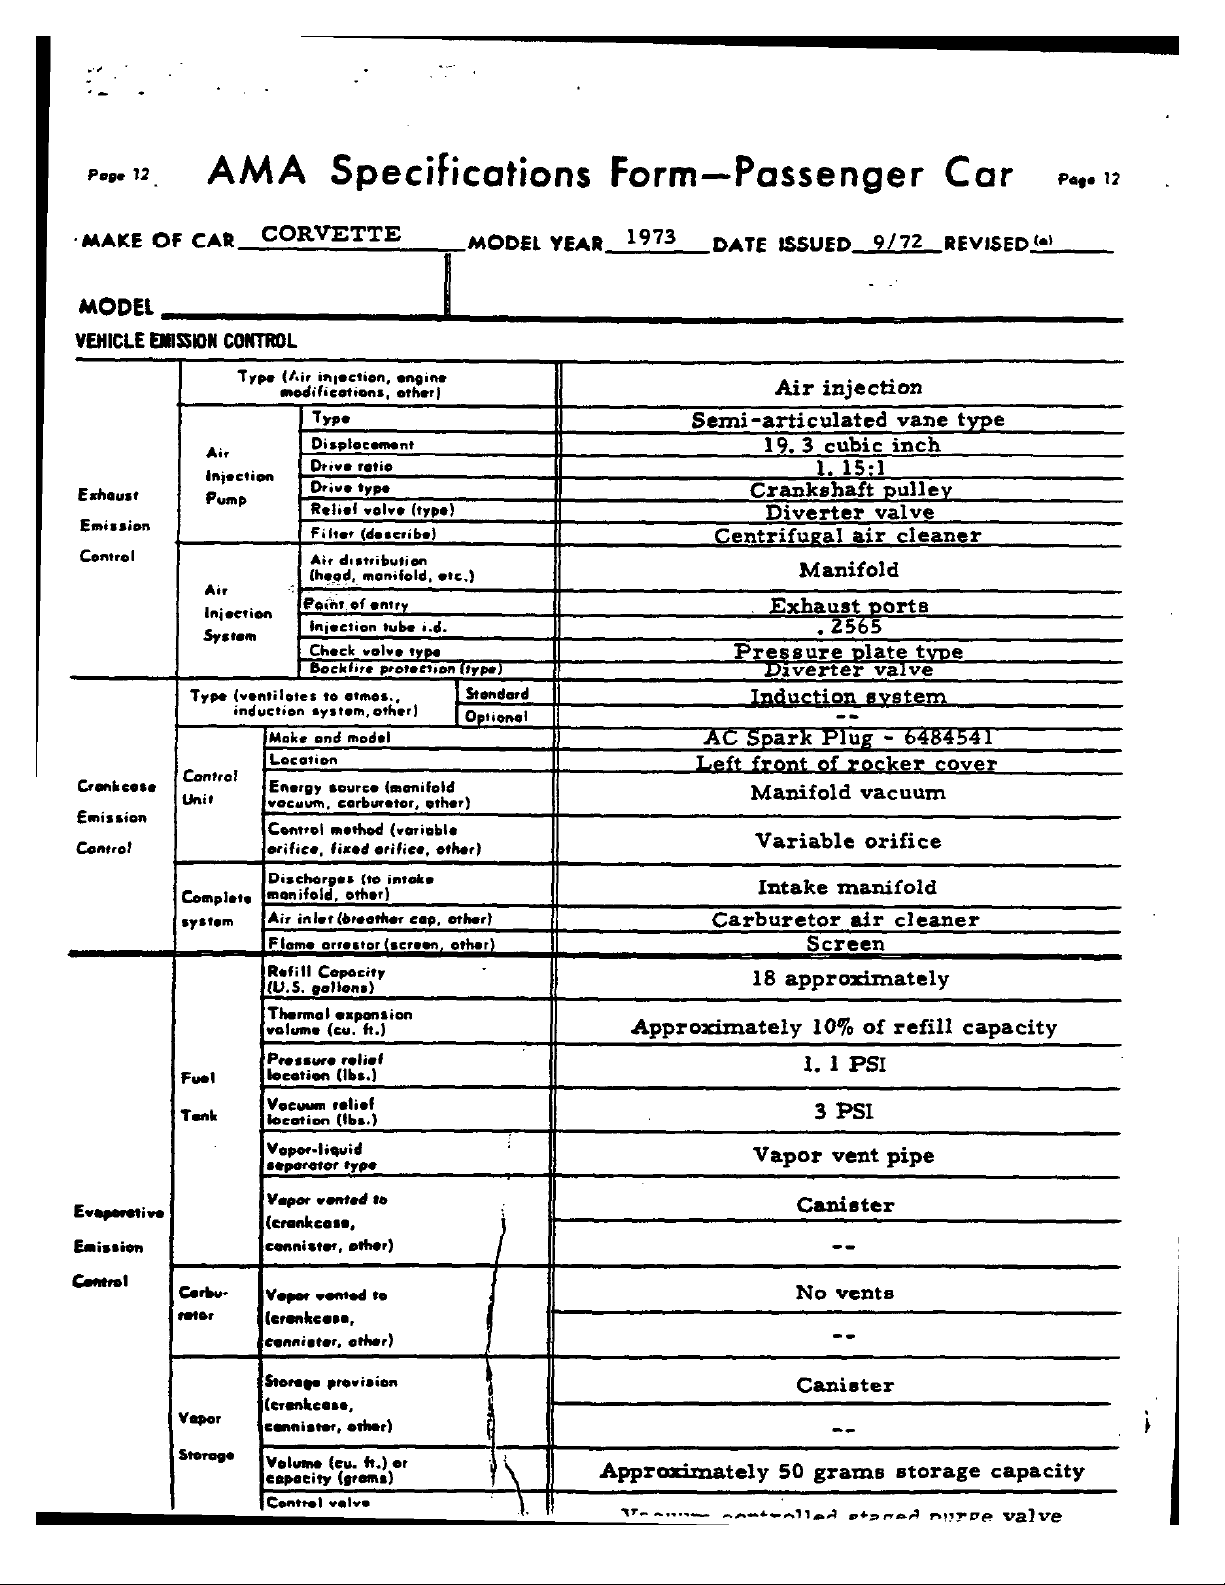 Page 12 AMA Specifications Form—Passenger Car Page 12
MAKE OF CAR CORVETTE MODEL YEAR 1973 DATE ISSUED 9/72 REVISED (•)
MODEL
VEHICLE EMISSION CONTROL
Exhaust Emission Control
Type (Air injection, engine modifications, other) Air injection
Air Injection Pump
Type Semi-articulated vane type
Displacement 19.3 cubic inch
Drive ratio 1.15:1
Drive type Crankshaft pulley
Relief valve (type) Diverter valve
Filter (describe) Centrifugal air cleaner
Air Injection System
Air distribution (head, manifold, etc.) Manifold
Point of entry Exhaust ports
Injection tube i.d. .2565
Check valve type Pressure plate type
Backfire protection (type) Diverter valve
Crankcase Emission Control
Type (ventilates to atmos., induction system, other) Standard Induction system
Optional --
Control Unit
Make and model AC Spark Plug - 6484541
Location Left front of rocker cover
Energy source (manifold vacuum, carburetor, other) Manifold vacuum
Control method (variable orifice, fixed orifice, other) Variable orifice
Complete system
Discharges (to intake manifold, other) Intake manifold
Air inlet (breather cap, other) Carburetor air cleaner
Flame arrestor (screen, other) Screen
Evaporative Emission Control
Fuel Tank
Refill Capacity (U.S. gallons) 18 approximately
Thermal expansion volume (cu. ft.) Approximately 10% of refill capacity
Pressure relief location (lbs.) 1.1 PSI
Vacuum relief location (lbs.) 3 PSI
Vapor-liquid separator type Vapor vent pipe
Vapor vented to (crankcase, cannister, other) Canister
--
Carburetor
Vapor vented to (crankcase, cannister, other) No vents
--
Vapor Storage
Storage provision (crankcase, cannister, other) Canister
--
Volume (cu. ft.) or capacity (grams) Approximately 50 grams storage capacity
Control valve Vacuum controlled staged purge valve